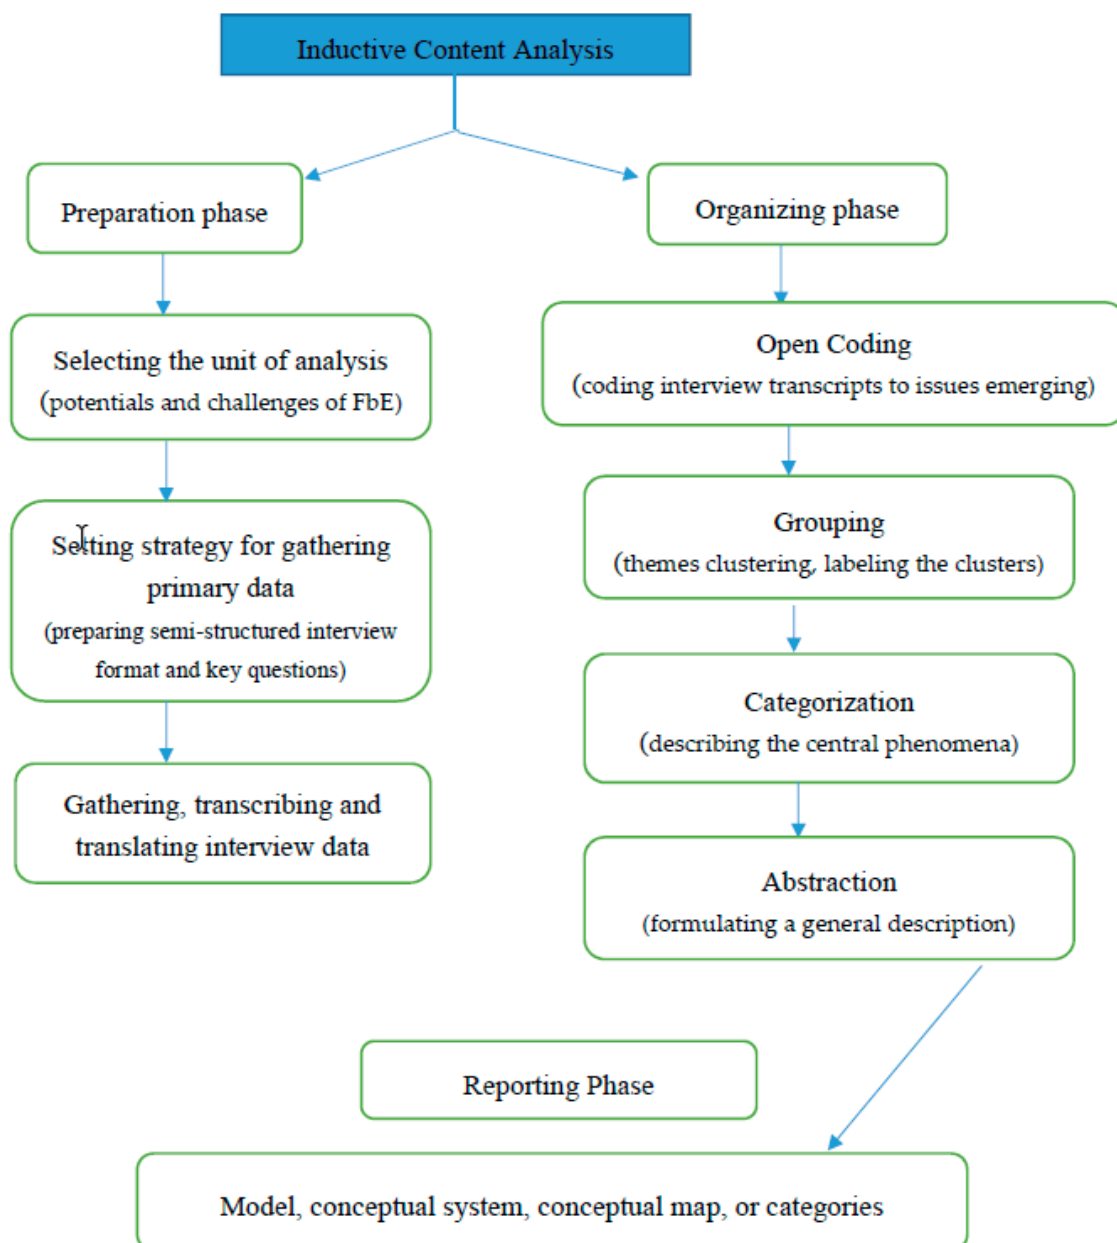 Inductive Content Analysis
Preparation phase
Selecting the unit of analysis
(potentials and challenges of FbE)
Setting strategy for gathering
primary data
(preparing semi-structured interview
format and key questions)
Gathering, transcribing and
translating interview data
Organizing phase
Open Coding
(coding interview transcripts to issues emerging)
Grouping
(themes clustering, labeling the clusters)
Categorization
(describing the central phenomena)
Abstraction
(formulating a general description)
Reporting Phase
Model, conceptual system, conceptual map, or categories